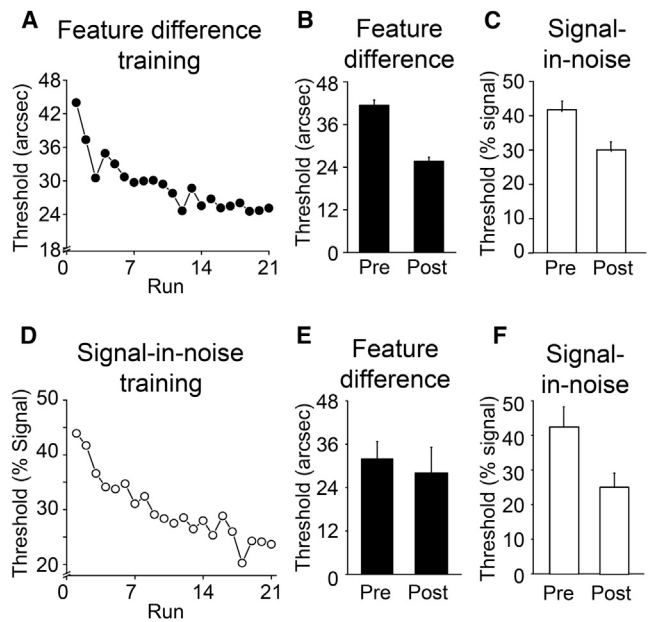 A
Feature difference
training
Threshold (arcsec)
48
42
36
30
24
18
0
7
14
21
Run
B
Feature
difference
Threshold (arcsec)
48
36
24
12
0
Pre
Post
C
Signal-
in-noise
Threshold (% signal)
50
40
30
20
10
0
Pre
Post
D
Signal-in-noise
training
Threshold (% Signal)
50
40
30
20
0
7
14
21
Run
E
Feature
difference
Threshold (arcsec)
48
36
24
12
0
Pre
Post
F
Signal-
in-noise
Threshold (% signal)
50
40
30
20
10
0
Pre
Post